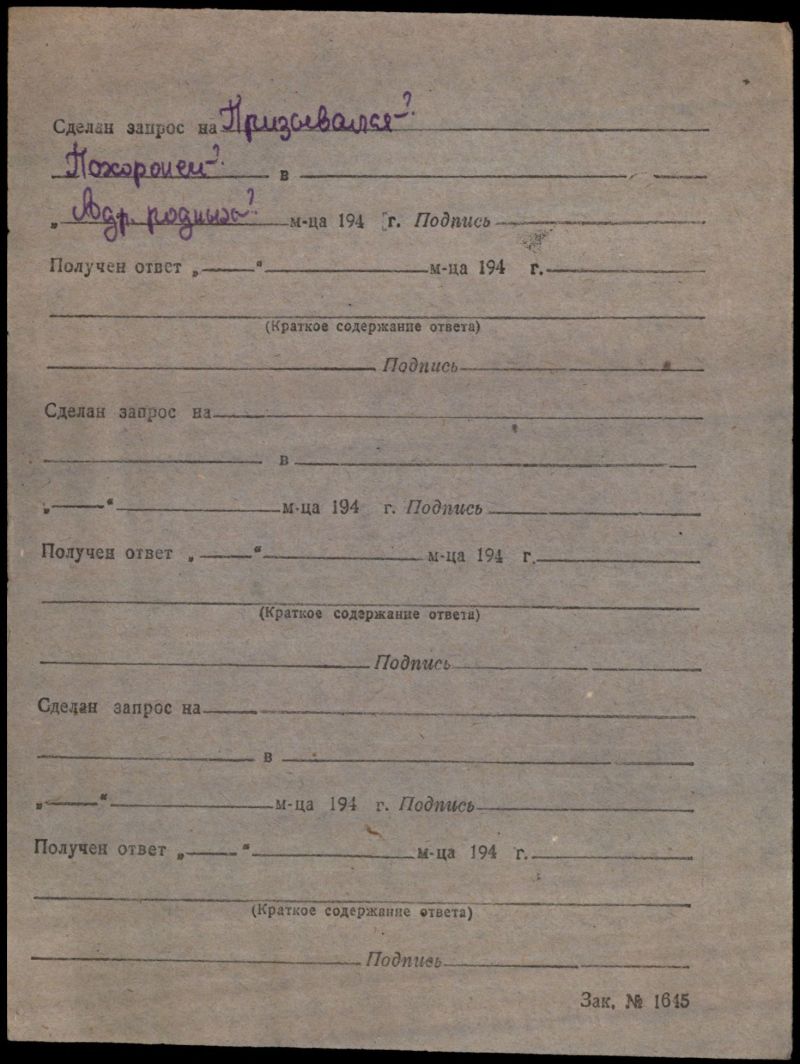 Сделан запрос на Призывался-?
Похоронен-? в
„ Адр. родных? м-ца 194 г. Подпись
Получен ответ „ “ м-ца 194 г.
(Краткое содержание ответа)
Подпись
Сделан запрос на
в
„ “ м-ца 194 г. Подпись
Получен ответ „ “ м-ца 194 г.
(Краткое содержание ответа)
Подпись
Сделан запрос на
в
„ “ м-ца 194 г. Подпись
Получен ответ „ “ м-ца 194 г.
(Краткое содержание ответа)
Подпись
Зак. № 1645